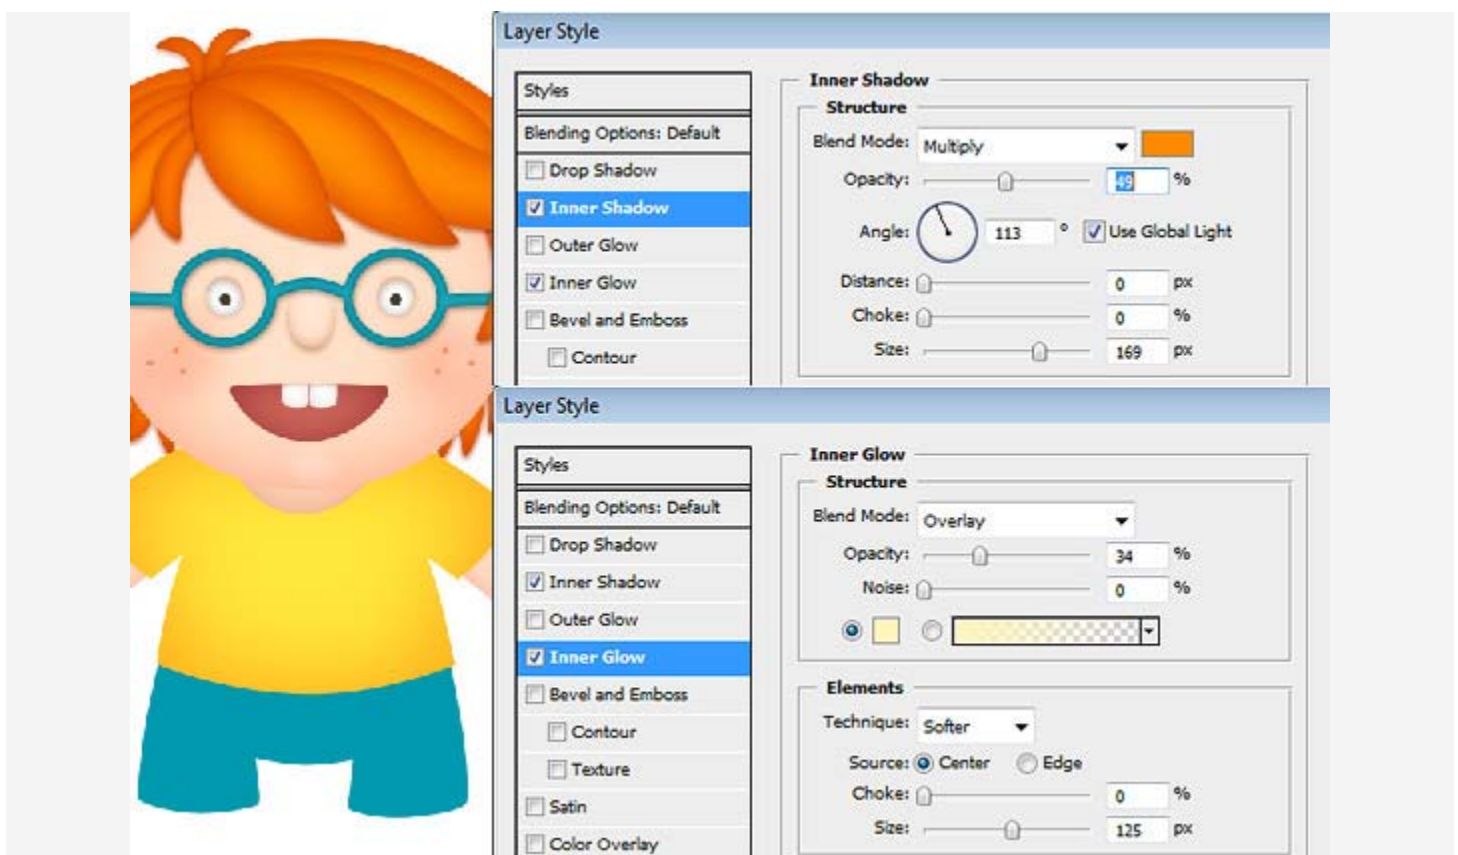 Layer Style
Styles
Blending Options: Default
Drop Shadow
Inner Shadow
Outer Glow
Inner Glow
Bevel and Emboss
Contour
Inner Shadow
Structure
Blend Mode: Multiply
Opacity: 49 %
Angle: 113 ° Use Global Light
Distance: 0 px
Choke: 0 %
Size: 169 px
Layer Style
Styles
Blending Options: Default
Drop Shadow
Inner Shadow
Outer Glow
Inner Glow
Bevel and Emboss
Contour
Texture
Satin
Color Overlay
Inner Glow
Structure
Blend Mode: Overlay
Opacity: 34 %
Noise: 0 %
Elements
Technique: Softer
Source: Center Edge
Choke: 0 %
Size: 125 px